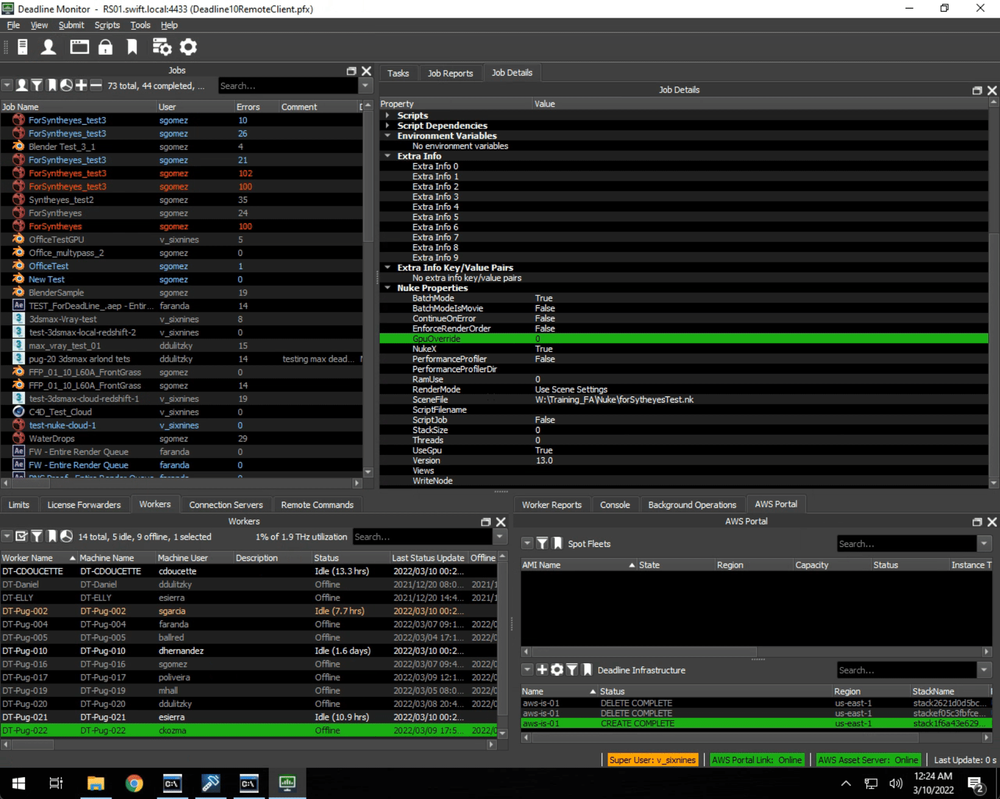 Deadline Monitor - RS01.swift.local:4433 (Deadline10RemoteClient.pfx)
File View Submit Scripts Tools Help
Jobs
73 total, 44 completed, ... Search...
Job Name User Errors Comment
ForSyntheyes_test3 sgomez 10
ForSyntheyes_test3 sgomez 26
Blender Test_3_1 sgomez 4
ForSyntheyes_test3 sgomez 21
ForSyntheyes_test3 sgomez 102
ForSyntheyes_test3 sgomez 100
Syntheyes_test2 sgomez 35
ForSyntheyes sgomez 24
ForSyntheyes sgomez 100
OfficeTestGPU v_sixnines 5
Office_multypass_2 sgomez 0
OfficeTest sgomez 1
New Test sgomez 0
BlenderSample sgomez 19
Ae TEST_ForDeadLine_.aep - Entir... faranda 14
3dsmax-Vray-test v_sixnines 8
test-3dsmax-local-redshift-2 v_sixnines 0
max_vray_test_01 ddulitzky 15
pug-20 3dsmax arlond tets ddulitzky 14 testing max dead...
FFP_01_10_L60A_FrontGrass sgomez 0
FFP_01_10_L60A_FrontGrass sgomez 14
test-3dsmax-cloud-redshift-1 v_sixnines 19
C4D_Test_Cloud v_sixnines 0
test-nuke-cloud-1 v_sixnines 0
WaterDrops sgomez 29
Ae FW - Entire Render Queue faranda 0
Ae FW - Entire Render Queue faranda 0
Tasks Job Reports Job Details
Job Details
Property Value
Scripts
Script Dependencies
Environment Variables
No environment variables
Extra Info
Extra Info 0
Extra Info 1
Extra Info 2
Extra Info 3
Extra Info 4
Extra Info 5
Extra Info 6
Extra Info 7
Extra Info 8
Extra Info 9
Extra Info Key/Value Pairs
No extra info key/value pairs
Nuke Properties
BatchMode True
BatchModeIsMovie False
ContinueOnError False
EnforceRenderOrder False
GpuOverride 0
NukeX True
PerformanceProfiler False
PerformanceProfilerDir
RamUse 0
RenderMode Use Scene Settings
SceneFile W:\Training_FA\Nuke\forSytheyesTest.nk
ScriptFilename
ScriptJob False
StackSize 0
Threads 0
UseGpu True
Version 13.0
Views
WriteNode
Limits License Forwarders Workers Connection Servers Remote Commands
Workers
14 total, 5 idle, 9 offline, 1 selected 1% of 1.9 THz utilization Search...
Worker Name Machine Name Machine User Description Status Last Status Update Offline
DT-CDOUCETTE DT-CDOUCETTE cdoucette Idle (13.3 hrs) 2022/03/10 00:2...
DT-Daniel DT-Daniel ddulitzky Offline 2021/12/20 08:0... 2021/1
DT-ELLY DT-ELLY esierra Offline 2021/12/20 14:4... 2021/1
DT-Pug-002 DT-Pug-002 sgarcia Idle (7.7 hrs) 2022/03/10 00:2...
DT-Pug-004 DT-Pug-004 faranda Offline 2022/03/07 09:1... 2022/0
DT-Pug-005 DT-Pug-005 ballred Offline 2022/03/04 17:1... 2022/0
DT-Pug-010 DT-Pug-010 dhernandez Idle (1.6 days) 2022/03/10 00:2...
DT-Pug-016 DT-Pug-016 sgomez Offline 2022/03/07 09:4... 2022/0
DT-Pug-017 DT-Pug-017 poliveira Offline 2022/03/09 12:1... 2022/0
DT-Pug-019 DT-Pug-019 mhall Offline 2022/03/05 08:0... 2022/0
DT-Pug-020 DT-Pug-020 ddulitzky Offline 2022/03/08 20:4... 2022/0
DT-Pug-021 DT-Pug-021 esierra Idle (10.9 hrs) 2022/03/10 00:2...
DT-Pug-022 DT-Pug-022 ckozma Offline 2022/03/09 17:5... 2022/0
Worker Reports Console Background Operations AWS Portal
AWS Portal
Spot Fleets Search...
AMI Name State Region Capacity Status Instance T
Deadline Infrastructure Search...
Name Status Region StackName
aws-is-01 DELETE COMPLETE us-east-1 stack2621d0d5bc...
aws-is-01 DELETE COMPLETE us-east-1 stackef05c3fbfce...
aws-is-01 CREATE COMPLETE us-east-1 stack1f6a43e629...
Super User: v_sixnines AWS Portal Link: Online AWS Asset Server: Online Last Update: 0 s
C:\ C:\
12:24 AM
3/10/2022
2